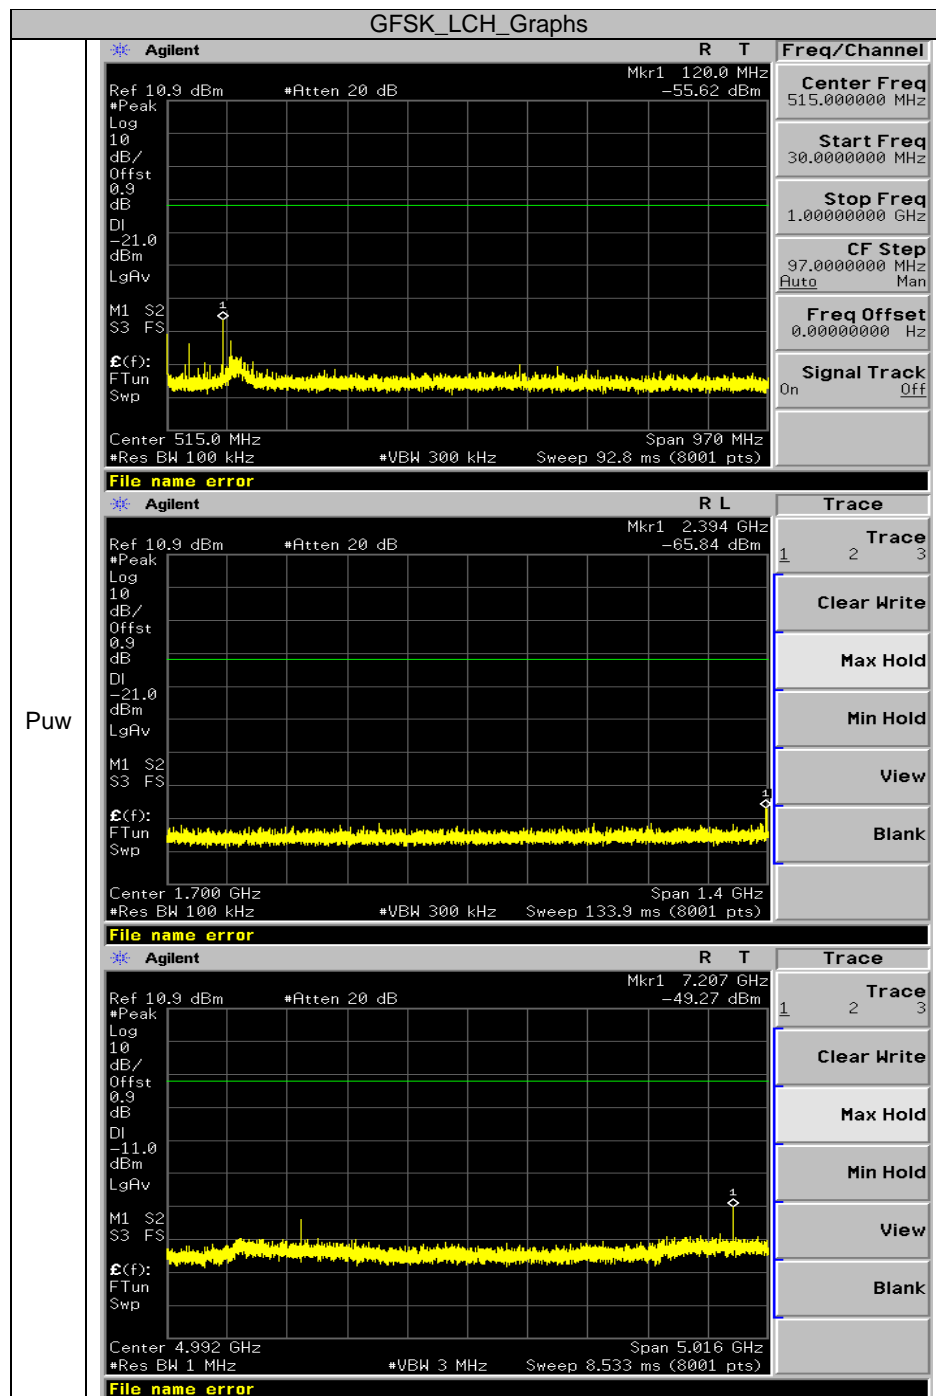 GFSK_LCH_Graphs
Puw
Agilent R T Freq/Channel
Mkr1 120.0 MHz
Ref 10.9 dBm #Atten 20 dB -55.62 dBm
#Peak
Log
10
dB/
Offst
0.9
dB
DI
-21.0
dBm
LgAv
M1 S2
S3 FS
£(f):
FTun
Swp
1
Center 515.0 MHz Span 970 MHz
#Res BW 100 kHz #VBW 300 kHz Sweep 92.8 ms (8001 pts)
File name error
Center Freq
515.000000 MHz
Start Freq
30.0000000 MHz
Stop Freq
1.00000000 GHz
CF Step
97.0000000 MHz
Auto Man
Freq Offset
0.00000000 Hz
Signal Track
On Off
Agilent R L Trace
Mkr1 2.394 GHz
Ref 10.9 dBm #Atten 20 dB -65.84 dBm
#Peak
Log
10
dB/
Offst
0.9
dB
DI
-21.0
dBm
LgAv
M1 S2
S3 FS
£(f):
FTun
Swp
1
Center 1.700 GHz Span 1.4 GHz
#Res BW 100 kHz #VBW 300 kHz Sweep 133.9 ms (8001 pts)
File name error
Trace
1 2 3
Clear Write
Max Hold
Min Hold
View
Blank
Agilent R T Trace
Mkr1 7.207 GHz
Ref 10.9 dBm #Atten 20 dB -49.27 dBm
#Peak
Log
10
dB/
Offst
0.9
dB
DI
-11.0
dBm
LgAv
M1 S2
S3 FS
£(f):
FTun
Swp
1
Center 4.992 GHz Span 5.016 GHz
#Res BW 1 MHz #VBW 3 MHz Sweep 8.533 ms (8001 pts)
File name error
Trace
1 2 3
Clear Write
Max Hold
Min Hold
View
Blank